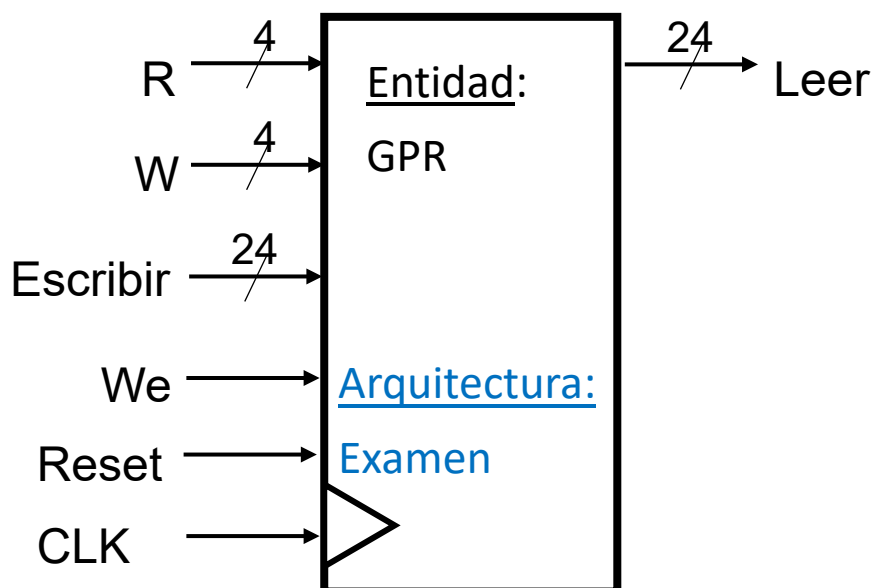 4
R
24
Leer
Entidad:
4
W
GPR
24
Escribir
We
Arquitectura:
Reset
Examen
CLK